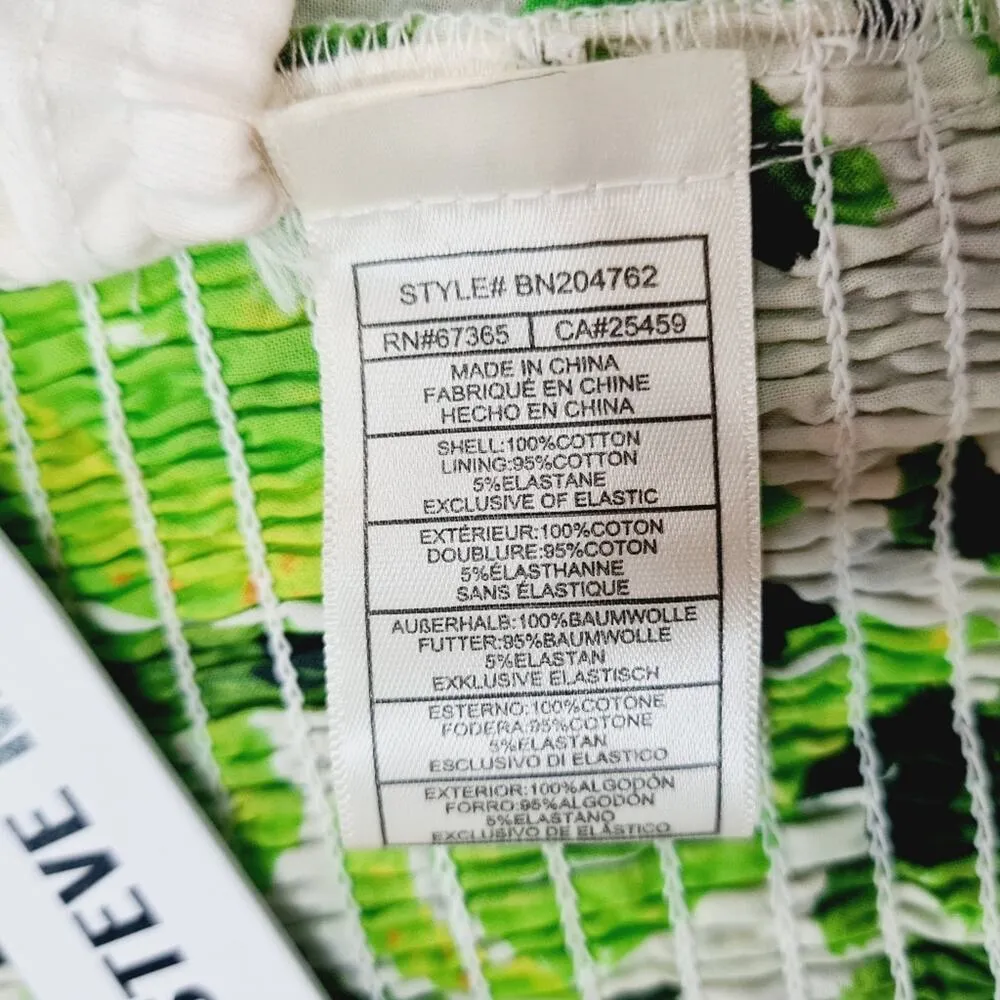 STYLE# BN204762
RN#67365 CA#25459
MADE IN CHINA
FABRIQUÉ EN CHINE
HECHO EN CHINA
SHELL:100%COTTON
LINING:95%COTTON
5%ELASTANE
EXCLUSIVE OF ELASTIC
EXTÉRIEUR:100%COTON
DOUBLURE:95%COTON
5%ÉLASTHANNE
SANS ÉLASTIQUE
AUßERHALB:100%BAUMWOLLE
FUTTER:95%BAUMWOLLE
5%ELASTAN
EXKLUSIVE ELASTISCH
ESTERNO:100%COTONE
FODERA:95%COTONE
5%ELASTAN
ESCLUSIVO DI ELASTICO
EXTERIOR:100%ALGODÓN
FORRO:95%ALGODÓN
5%ELASTANO
EXCLUSIVO DE ELÁSTICO
STEVE